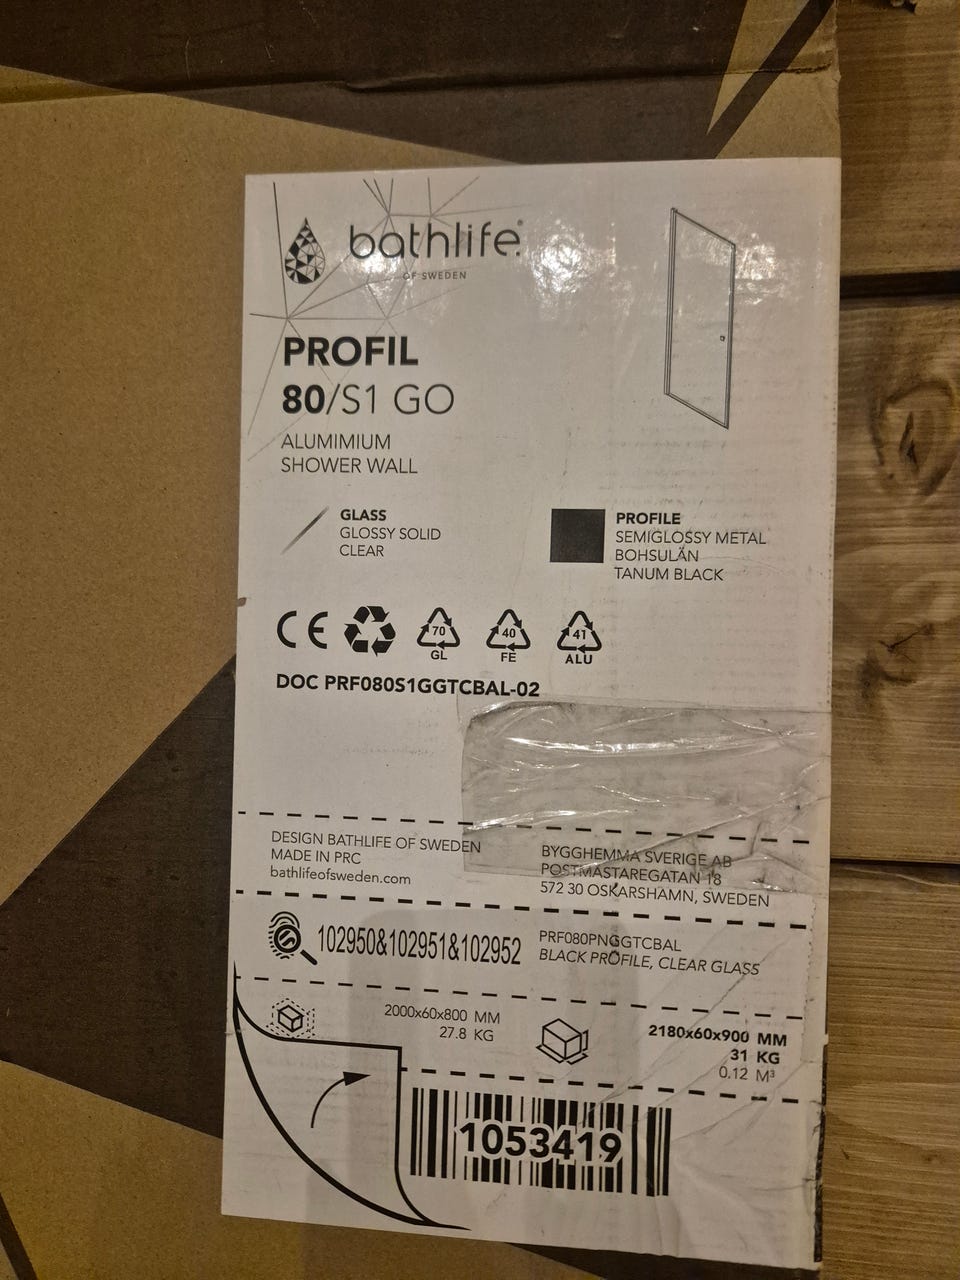 bathlife
OF SWEDEN
PROFIL
80/S1 GO
ALUMIMIUM
SHOWER WALL
GLASS
GLOSSY SOLID
CLEAR
PROFILE
SEMIGLOSSY METAL
BOHSULÄN
TANUM BLACK
CE
70
GL
40
FE
41
ALU
DOC PRF080S1GGTCBAL-02
DESIGN BATHLIFE OF SWEDEN
MADE IN PRC
bathlifeofsweden.com
BYGGHEMMA SVERIGE AB
POSTMÄSTAREGATAN 18
572 30 OSKARSHAMN, SWEDEN
102950&102951&102952
PRF080PNGGTCBAL
BLACK PROFILE, CLEAR GLASS
2000x60x800 MM
27.8 KG
2180x60x900 MM
31 KG
0.12 M³
1053419